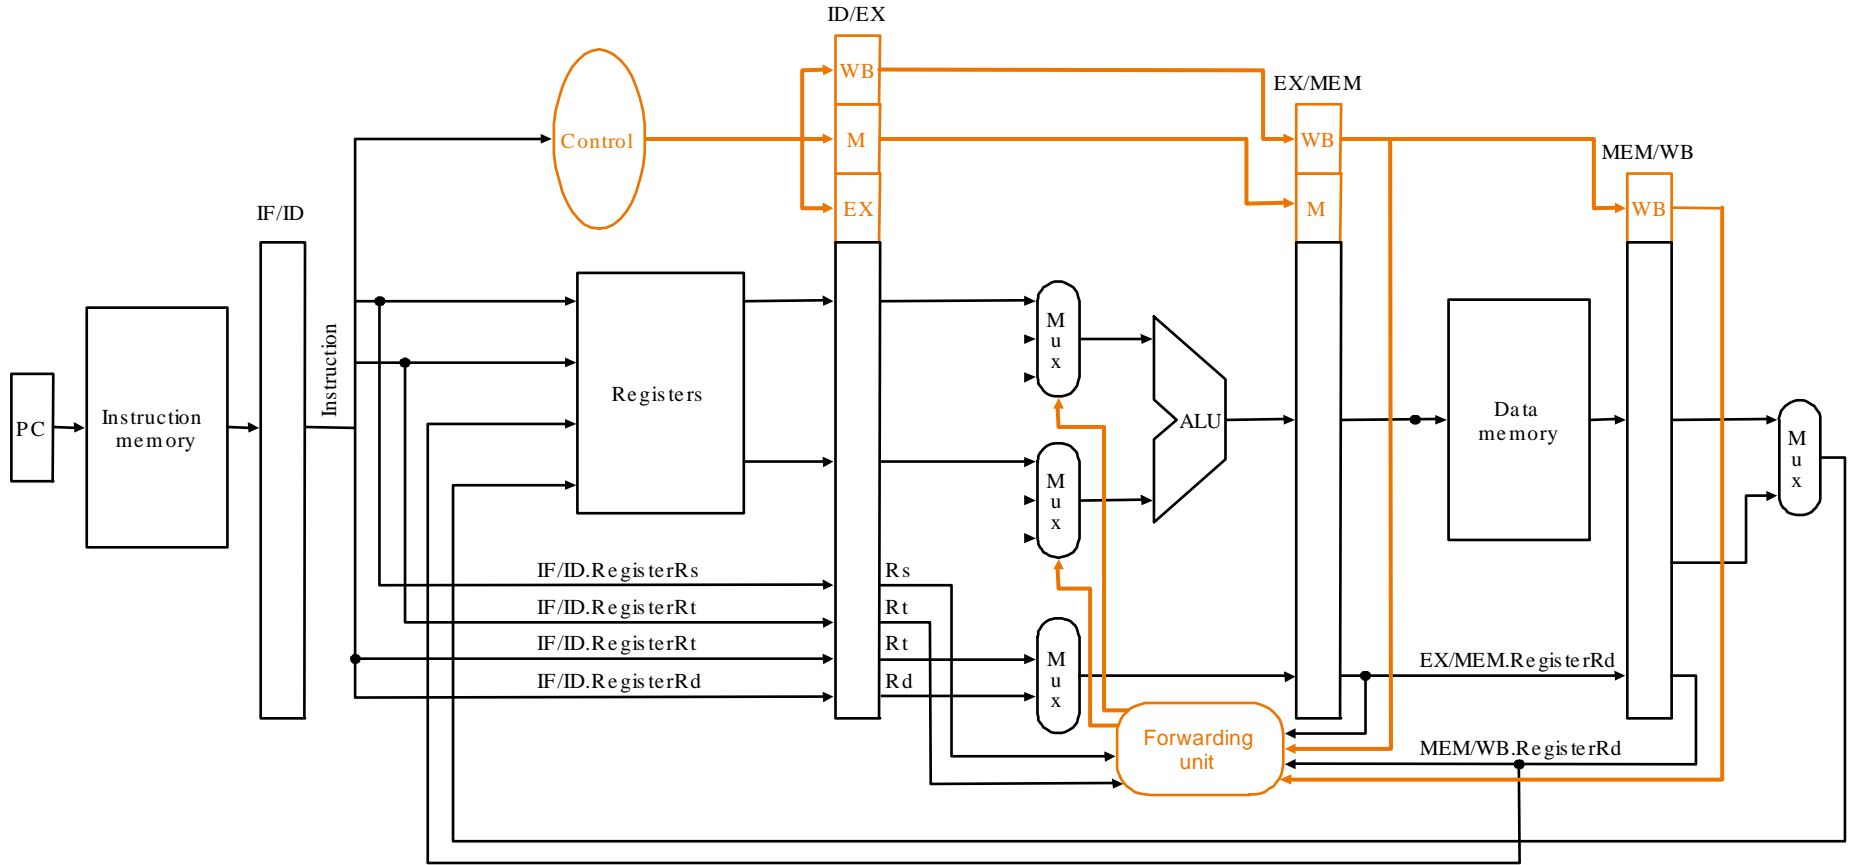 ID/EX
WB
EX/MEM
Control
M
WB
MEM/WB
IF/ID
EX
M
WB
Instruction
PC
Instruction
memory
Registers
M
u
x
M
u
x
ALU
Data
memory
M
u
x
IF/ID.RegisterRs
Rs
IF/ID.RegisterRt
Rt
IF/ID.RegisterRt
Rt
IF/ID.RegisterRd
Rd
M
u
x
EX/MEM.RegisterRd
Forwarding
unit
MEM/WB.RegisterRd